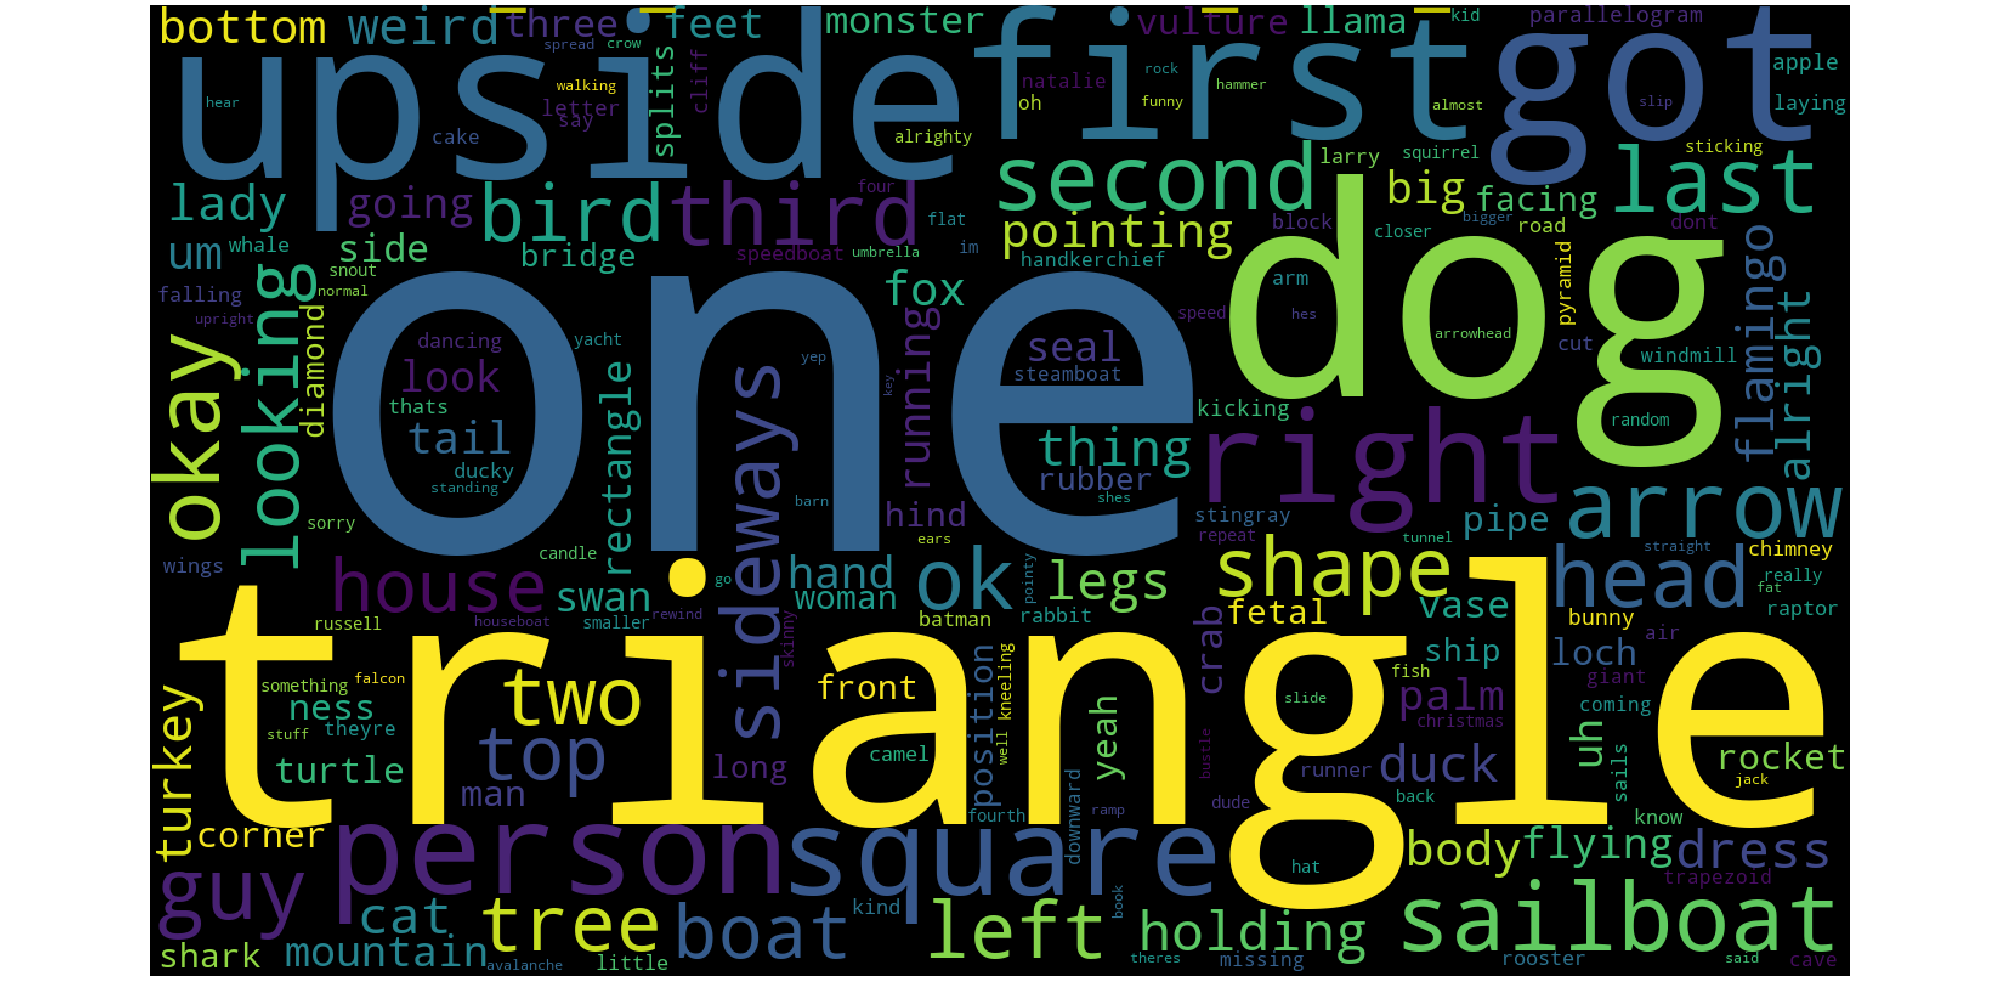 bottom
weird
three
feet
monster
vulture
llama
kid
parallelogram
spread
crow
upside
first
got
walking
splits
cliff
natalie
rock
hammer
apple
hear
letter
say
oh
funny
almost
slip
laying
cake
alrighty
second
larry
squirrel
sticking
last
lady
going
bird
third
four
flat
big
facing
pointing
block
bigger
road
dont
um
whale
side
bridge
speedboat
umbrella
im
handkerchief
closer
dog
snout
normal
looking
falling
upright
diamond
fox
arm
pyramid
flamingo
one
okay
dancing
yacht
yep
running
seal
speed
hes
arrowhead
cut
windmill
alright
look
thats
rectangle
sideways
key
steamboat
kicking
right
random
tail
ducky
standing
thing
rubber
shes
barn
hind
stingray
pipe
arrow
sorry
candle
ears
repeat
tunnel
straight
wings
house
go
hand
ok
pointy
legs
shape
head
chimney
really
fat
swan
woman
rabbit
fetal
vase
bunny
raptor
russell
houseboat
smaller
rewind
skinny
batman
crab
air
triangle
ship
loch
turkey
something
falcon
two
front
position
kneeling
fish
giant
ness
theyre
slide
palm
christmas
coming
stuff
top
camel
well
yeah
bustle
uh
rocket
turtle
long
runner
duck
sails
jack
man
downward
dude
back
corner
fourth
ramp
know
person
square
hat
body
flying
dress
guy
trapezoid
cat
tree
boat
kind
left
book
holding
sailboat
shark
mountain
avalanche
little
theres
missing
rooster
said
cave